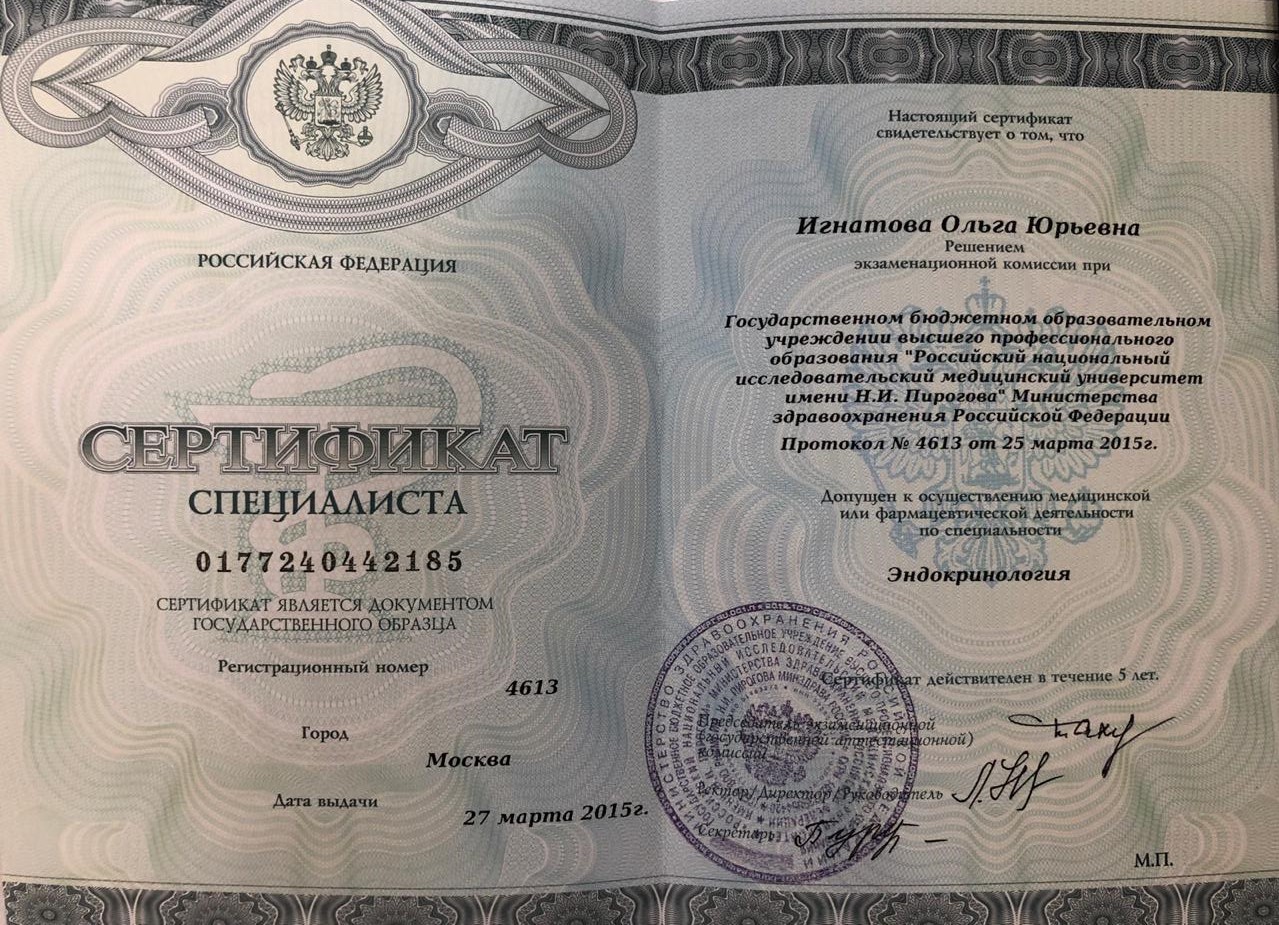 РОССИЙСКАЯ ФЕДЕРАЦИЯ
СЕРТИФИКАТ
СПЕЦИАЛИСТА
0177240442185
СЕРТИФИКАТ ЯВЛЯЕТСЯ ДОКУМЕНТОМ
ГОСУДАРСТВЕННОГО ОБРАЗЦА
Регистрационный номер
4613
Город
Москва
Дата выдачи
27 марта 2015г.
Настоящий сертификат
свидетельствует о том, что
Игнатова Ольга Юрьевна
Решением
экзаменационной комиссии при
Государственном бюджетном образовательном
учреждении высшего профессионального
образования "Российский национальный
исследовательский медицинский университет
имени Н.И. Пирогова" Министерства
здравоохранения Российской Федерации
Протокол № 4613 от 25 марта 2015г.
Допущен к осуществлению медицинской
или фармацевтической деятельности
по специальности
Эндокринология
Сертификат действителен в течение 5 лет.
Председатель экзаменационной
(государственной аттестационной)
комиссии
Ректор/Директор/Руководитель
Секретарь
М.П.